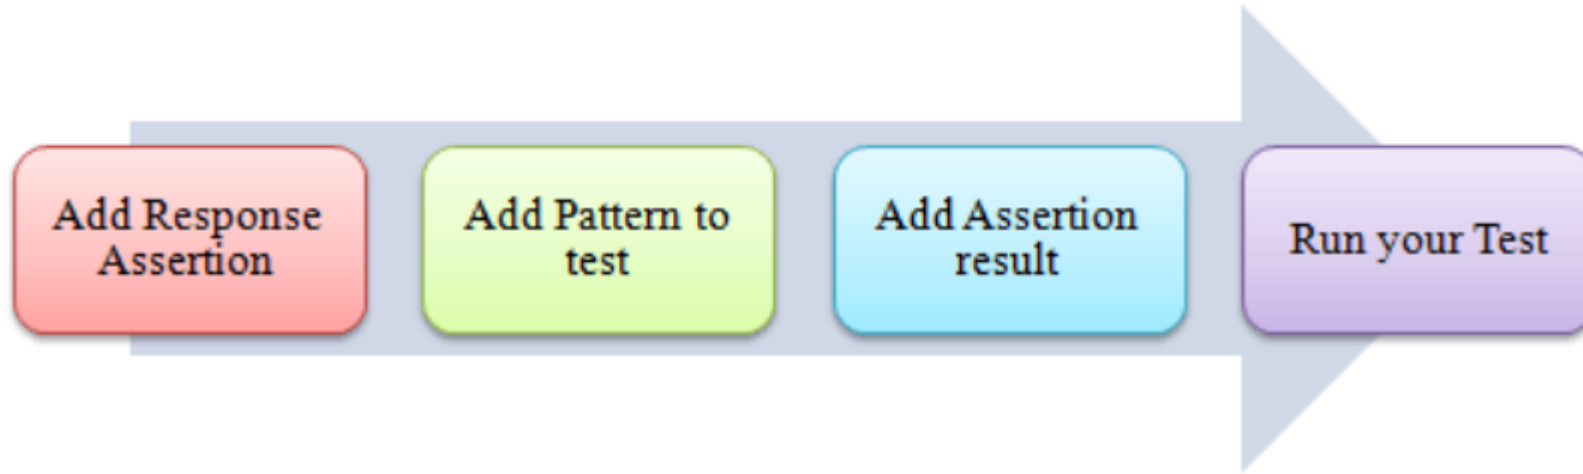 Add Response
Assertion
Add Pattern to
test
Add Assertion
result
Run your Test